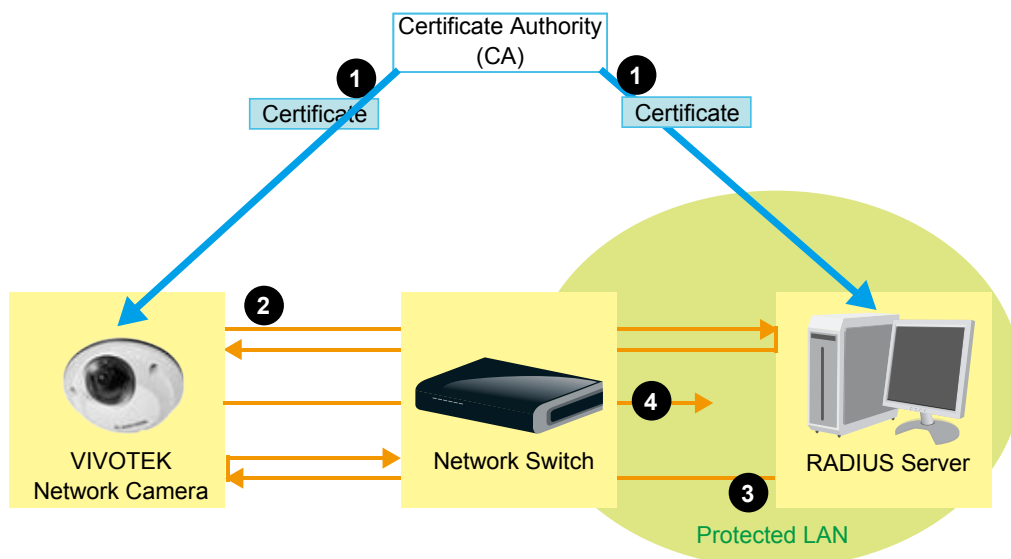 Certificate Authority
(CA)
1
1
Certificate
Certificate
2
4
VIVOTEK
Network Camera
Network Switch
RADIUS Server
3
Protected LAN